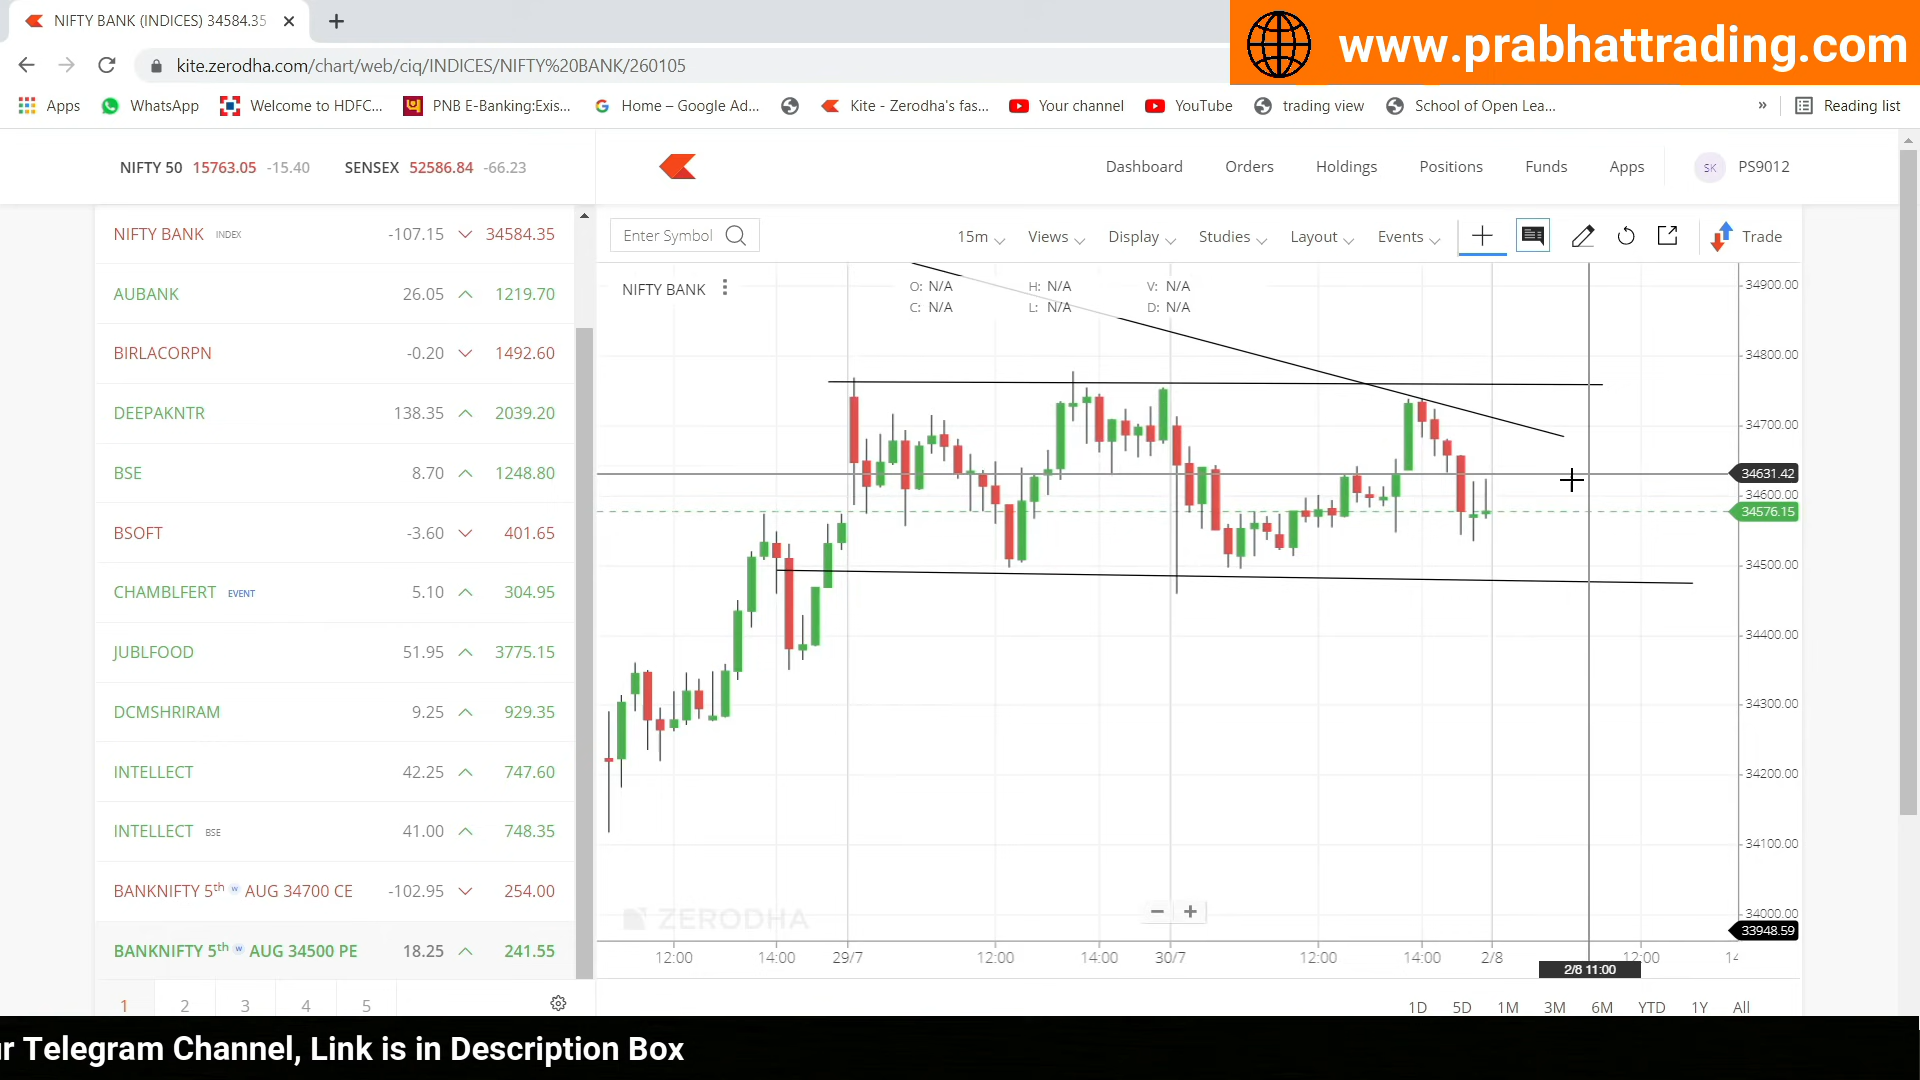 NIFTY BANK (INDICES) 34584.35
www.prabhattrading.com
kite.zerodha.com/chart/web/ciq/INDICES/NIFTY%20BANK/260105
Apps WhatsApp Welcome to HDFC... PNB E-Banking:Exis... Home – Google Ad... Kite - Zerodha's fas... Your channel YouTube trading view School of Open Lea... » Reading list
NIFTY 50 15763.05 -15.40 SENSEX 52586.84 -66.23
Dashboard Orders Holdings Positions Funds Apps SK PS9012
NIFTY BANK INDEX -107.15 34584.35
AUBANK 26.05 1219.70
BIRLACORPN -0.20 1492.60
DEEPAKNTR 138.35 2039.20
BSE 8.70 1248.80
BSOFT -3.60 401.65
CHAMBLFERT EVENT 5.10 304.95
JUBLFOOD 51.95 3775.15
DCMSHRIRAM 9.25 929.35
INTELLECT 42.25 747.60
INTELLECT BSE 41.00 748.35
BANKNIFTY 5th w AUG 34700 CE -102.95 254.00
BANKNIFTY 5th w AUG 34500 PE 18.25 241.55
1 2 3 4 5
Enter Symbol 15m Views Display Studies Layout Events Trade
NIFTY BANK
O: N/A H: N/A V: N/A
C: N/A L: N/A D: N/A
34900.00
34800.00
34700.00
34631.42
34600.00
34576.15
34500.00
34400.00
34300.00
34200.00
34100.00
34000.00
33948.59
ZERODHA
12:00 14:00 29/7 12:00 14:00 30/7 12:00 14:00 2/8 12:00
2/8 11:00
1D 5D 1M 3M 6M YTD 1Y All
Telegram Channel, Link is in Description Box